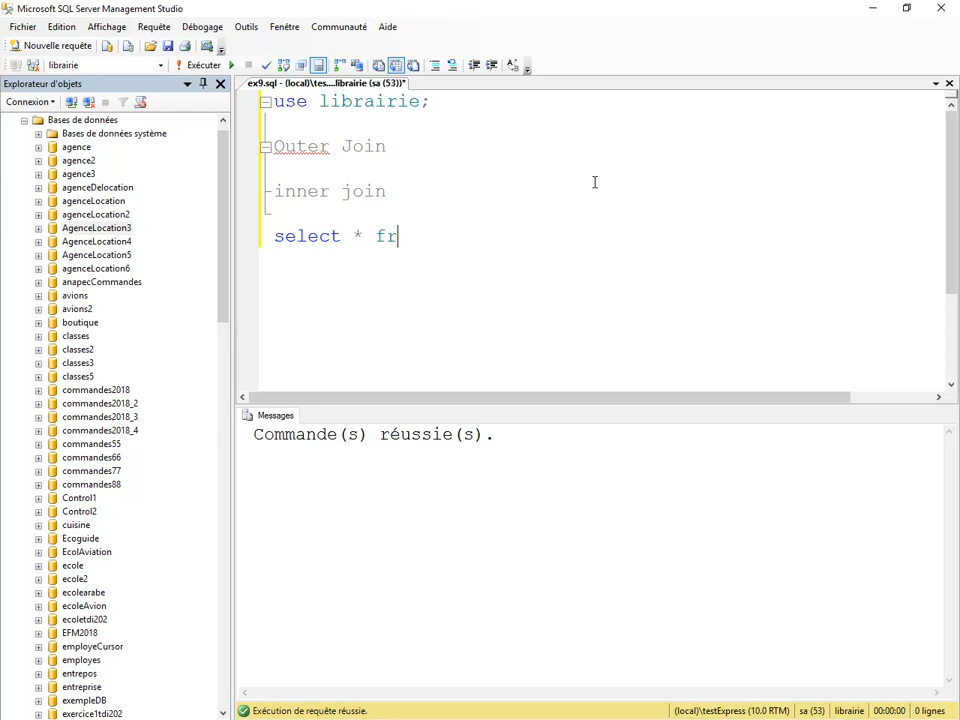 Microsoft SQL Server Management Studio
Fichier Edition Affichage Requête Débogage Outils Fenêtre Communauté Aide
Nouvelle requête
librairie Exécuter
Explorateur d'objets
ex9.sql - (local)\tes....librairie (sa (53))*
Connexion
Bases de données
Bases de données système
agence
agence2
agence3
agenceDelocation
agenceLocation
agenceLocation2
AgenceLocation3
AgenceLocation4
AgenceLocation5
agenceLocation6
anapecCommandes
avions
avions2
boutique
classes
classes2
classes3
classes5
commandes2018
commandes2018_2
commandes2018_3
commandes2018_4
commandes55
commandes66
commandes77
commandes88
Control1
Control2
cuisine
Ecoguide
EcolAviation
ecole
ecole2
ecolearabe
ecoleAvion
ecoletdi202
EFM2018
employeCursor
employes
entrepos
entreprise
exempleDB
exercice1tdi202
use librairie;
Outer Join
inner join
select * fr
Messages
Commande(s) réussie(s).
Exécution de requête réussie. (local)\testExpress (10.0 RTM) sa (53) librairie 00:00:00 0 lignes